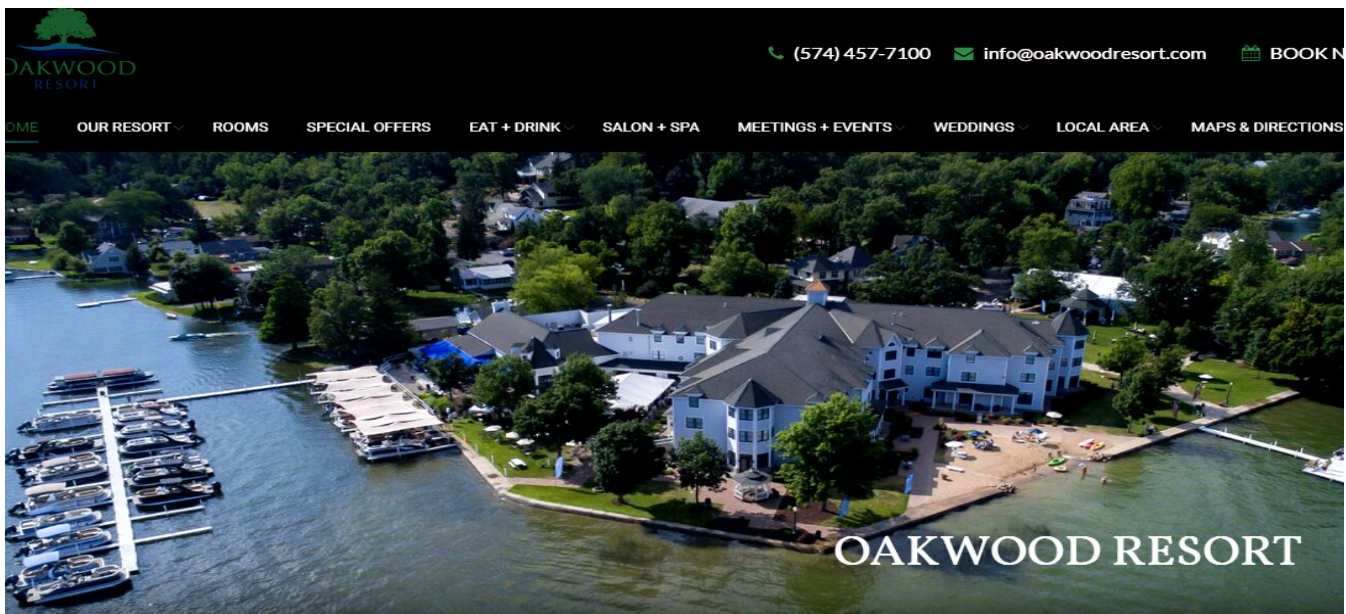 OAKWOOD
RESORT
(574) 457-7100 info@oakwoodresort.com BOOK N
OME OUR RESORT ROOMS SPECIAL OFFERS EAT + DRINK SALON + SPA MEETINGS + EVENTS WEDDINGS LOCAL AREA MAPS & DIRECTIONS
OAKWOOD RESORT